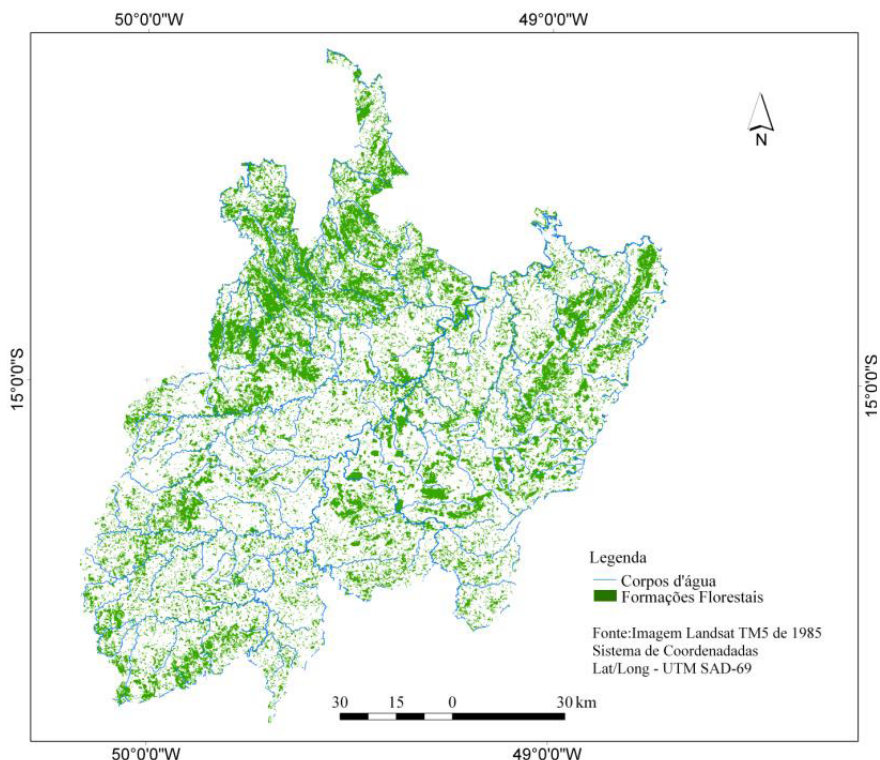 50°0'0"W 49°0'0"W
N
15°0'0"S 15°0'0"S
Legenda
Corpos d'água
Formações Florestais
Fonte:Imagem Landsat TM5 de 1985
Sistema de Coordenadadas
Lat/Long - UTM SAD-69
30 15 0 30 km
50°0'0"W 49°0'0"W